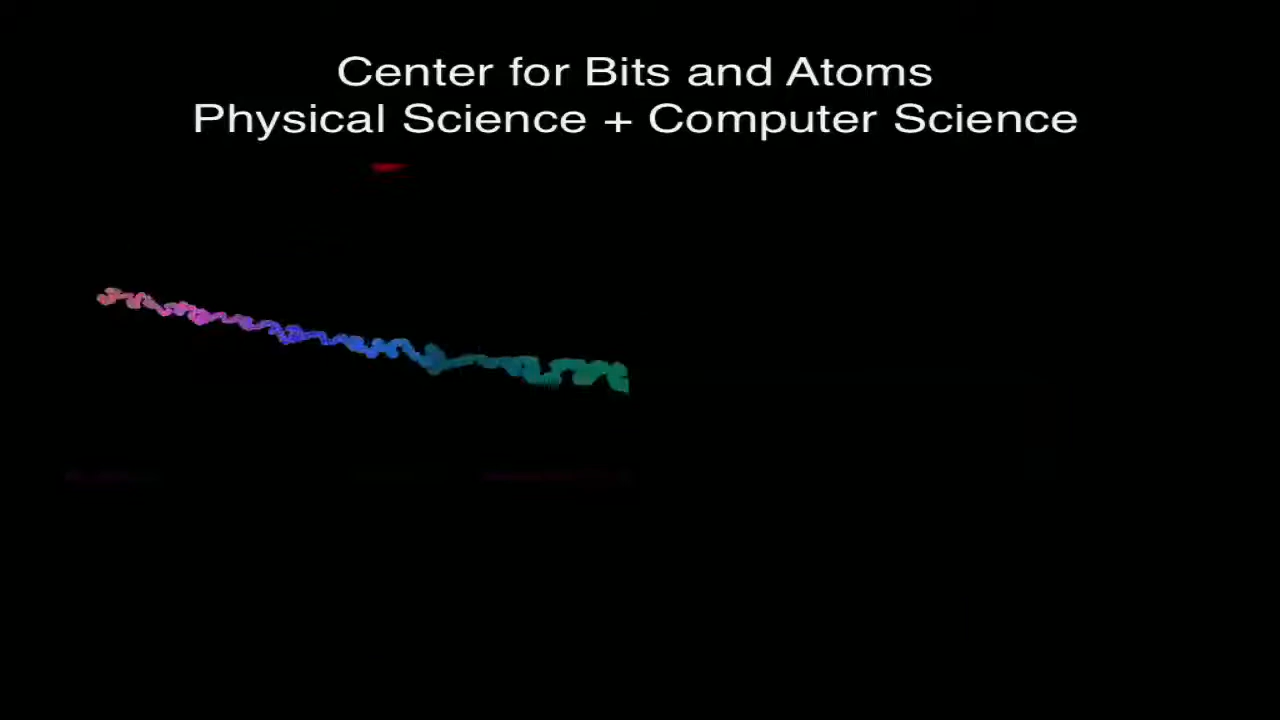 Center for Bits and Atoms
Physical Science + Computer Science